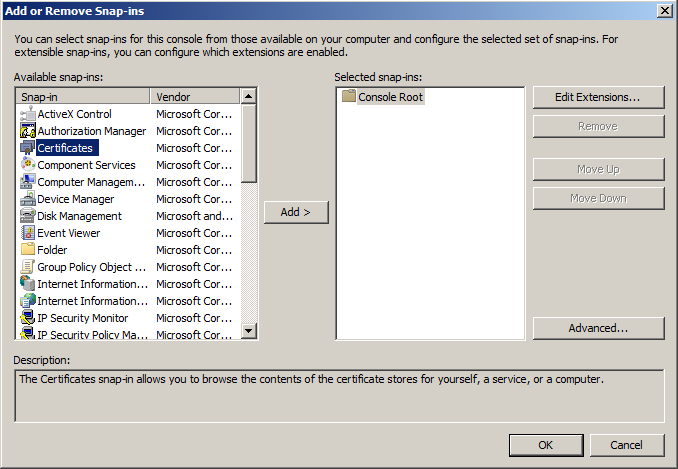 Add or Remove Snap-ins
You can select snap-ins for this console from those available on your computer and configure the selected set of snap-ins. For
extensible snap-ins, you can configure which extensions are enabled.
Available snap-ins:
Snap-in Vendor
ActiveX Control Microsoft Cor...
Authorization Manager Microsoft Cor...
Certificates Microsoft Cor...
Component Services Microsoft Cor...
Computer Managem... Microsoft Cor...
Device Manager Microsoft Cor...
Disk Management Microsoft and...
Event Viewer Microsoft Cor...
Folder Microsoft Cor...
Group Policy Object ... Microsoft Cor...
Internet Information... Microsoft Cor...
Internet Information... Microsoft Cor...
IP Security Monitor Microsoft Cor...
IP Security Policy Ma... Microsoft Cor...
Add >
Selected snap-ins:
Console Root
Edit Extensions...
Remove
Move Up
Move Down
Advanced...
Description:
The Certificates snap-in allows you to browse the contents of the certificate stores for yourself, a service, or a computer.
OK
Cancel